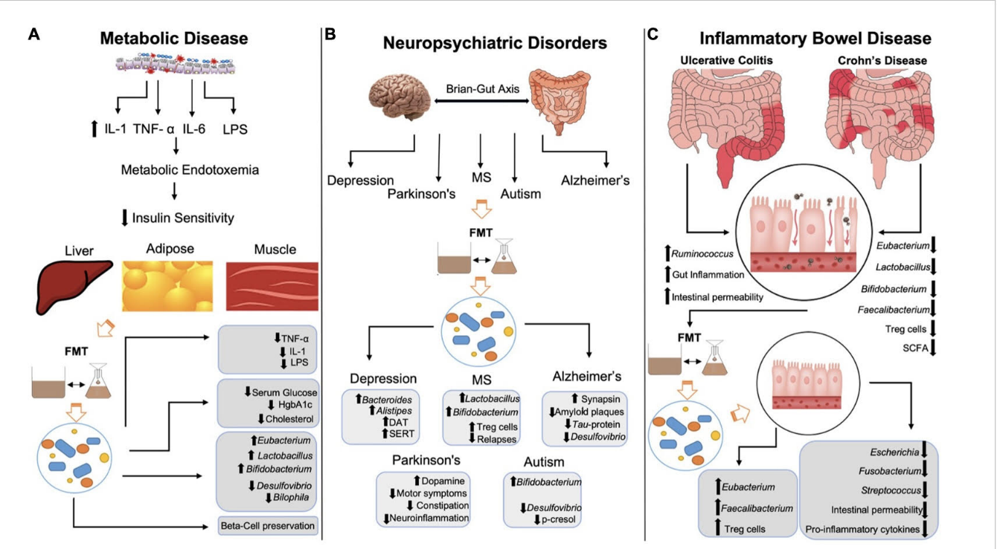 A
Metabolic Disease
IL-1 TNF- α IL-6 LPS
Metabolic Endotoxemia
Insulin Sensitivity
Liver
Adipose
Muscle
FMT
TNF-α
IL-1
LPS
Serum Glucose
HgbA1c
Cholesterol
Eubacterium
Lactobacillus
Bifidobacterium
Desulfovibrio
Bilophila
Beta-Cell preservation
B
Neuropsychiatric Disorders
Brian-Gut Axis
Depression
Parkinson's
MS
Autism
Alzheimer's
FMT
Depression
Bacteroides
Alistipes
DAT
SERT
MS
Lactobacillus
Bifidobacterium
Treg cells
Relapses
Alzheimer's
Synapsin
Amyloid plaques
Tau-protein
Desulfovibrio
Parkinson's
Dopamine
Motor symptoms
Constipation
Neuroinflammation
Autism
Bifidobacterium
Desulfovibrio
p-cresol
C
Inflammatory Bowel Disease
Ulcerative Colitis
Crohn's Disease
Ruminococcus
Gut Inflammation
Intestinal permeability
Eubacterium
Lactobacillus
Bifidobacterium
Faecalibacterium
Treg cells
SCFA
FMT
Eubacterium
Faecalibacterium
Treg cells
Escherichia
Fusobacterium
Streptococcus
Intestinal permeability
Pro-inflammatory cytokines